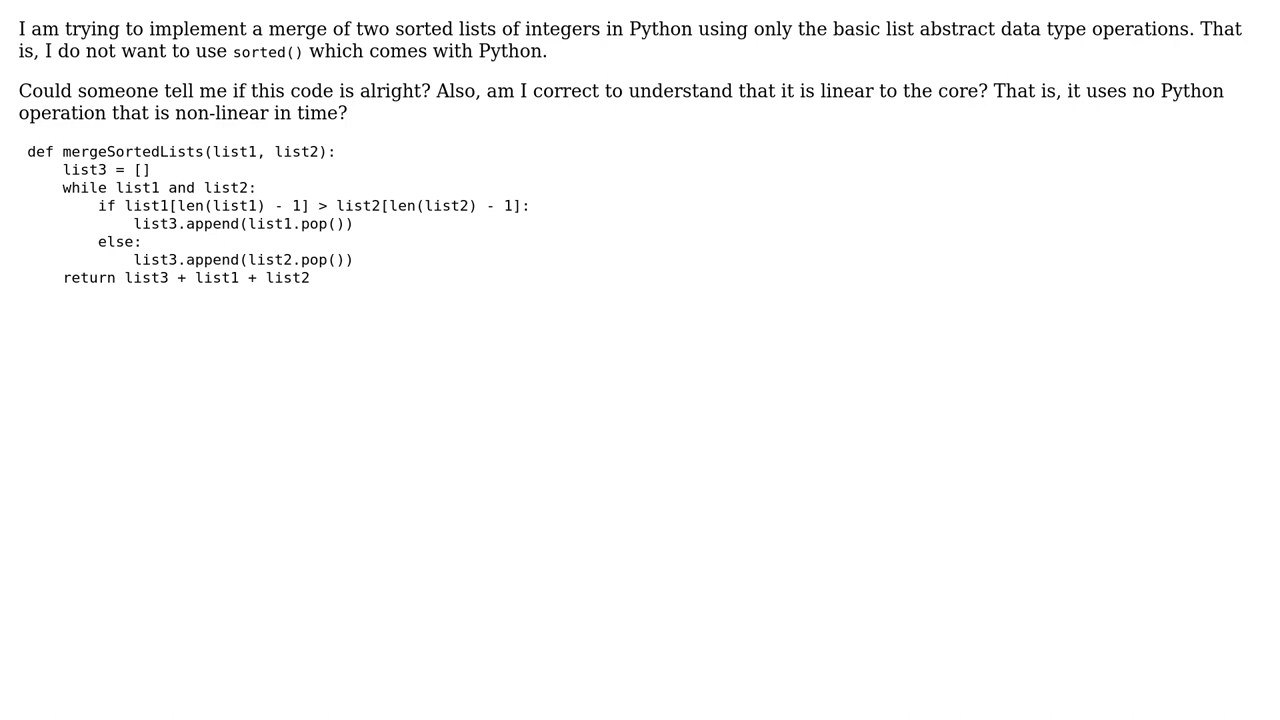 I am trying to implement a merge of two sorted lists of integers in Python using only the basic list abstract data type operations. That
is, I do not want to use sorted() which comes with Python.
Could someone tell me if this code is alright? Also, am I correct to understand that it is linear to the core? That is, it uses no Python
operation that is non-linear in time?
def mergeSortedLists(list1, list2):
    list3 = []
    while list1 and list2:
        if list1[len(list1) - 1] > list2[len(list2) - 1]:
            list3.append(list1.pop())
        else:
            list3.append(list2.pop())
    return list3 + list1 + list2